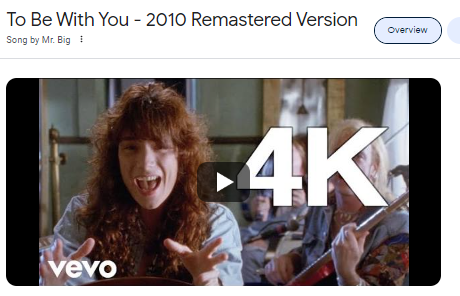 To Be With You - 2010 Remastered Version
Overview
Song by Mr. Big
4K
vevo